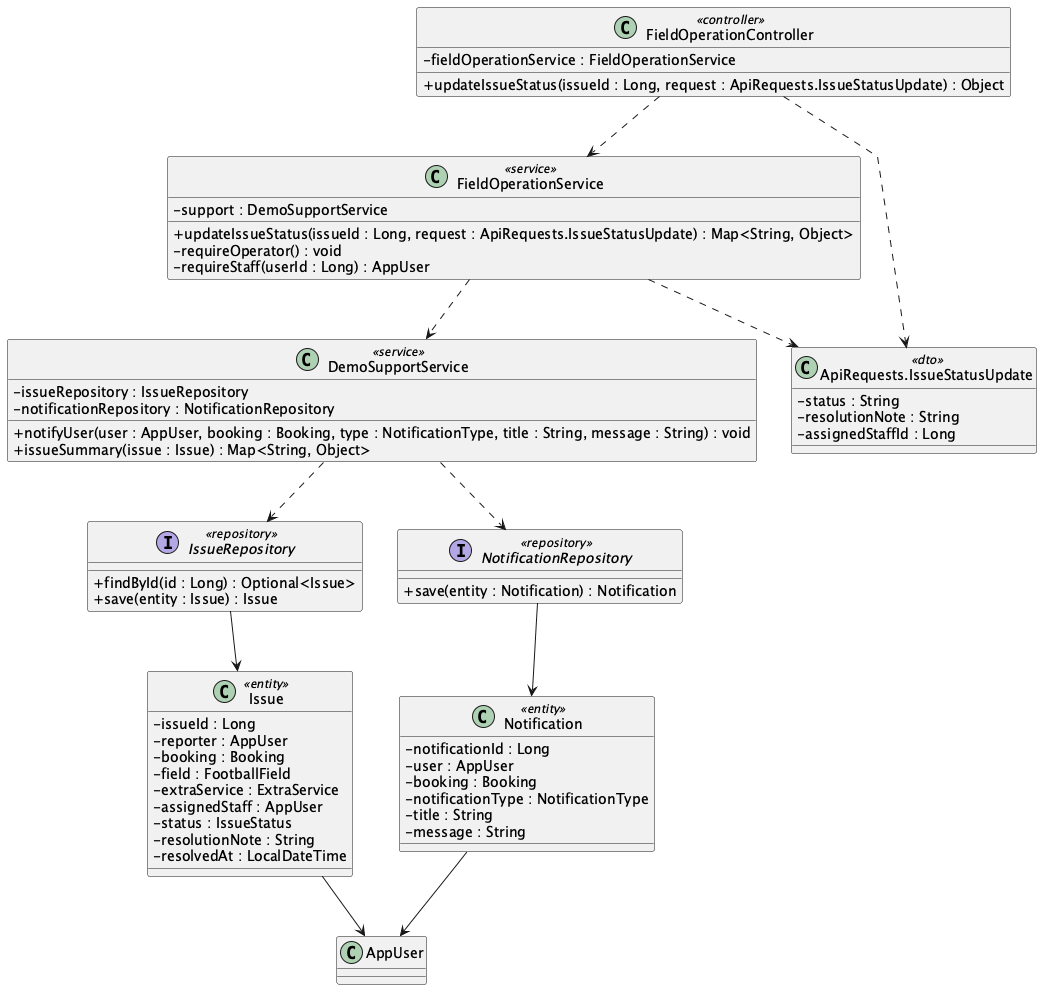 C
«controller»
FieldOperationController
-fieldOperationService : FieldOperationService
+updateIssueStatus(issueId : Long, request : ApiRequests.IssueStatusUpdate) : Object
C
«service»
FieldOperationService
-support : DemoSupportService
+updateIssueStatus(issueId : Long, request : ApiRequests.IssueStatusUpdate) : Map<String, Object>
-requireOperator() : void
-requireStaff(userId : Long) : AppUser
C
«service»
DemoSupportService
-issueRepository : IssueRepository
-notificationRepository : NotificationRepository
+notifyUser(user : AppUser, booking : Booking, type : NotificationType, title : String, message : String) : void
+issueSummary(issue : Issue) : Map<String, Object>
C
«dto»
ApiRequests.IssueStatusUpdate
-status : String
-resolutionNote : String
-assignedStaffId : Long
I
«repository»
IssueRepository
+findById(id : Long) : Optional<Issue>
+save(entity : Issue) : Issue
I
«repository»
NotificationRepository
+save(entity : Notification) : Notification
C
«entity»
Issue
-issueId : Long
-reporter : AppUser
-booking : Booking
-field : FootballField
-extraService : ExtraService
-assignedStaff : AppUser
-status : IssueStatus
-resolutionNote : String
-resolvedAt : LocalDateTime
C
«entity»
Notification
-notificationId : Long
-user : AppUser
-booking : Booking
-notificationType : NotificationType
-title : String
-message : String
C
AppUser